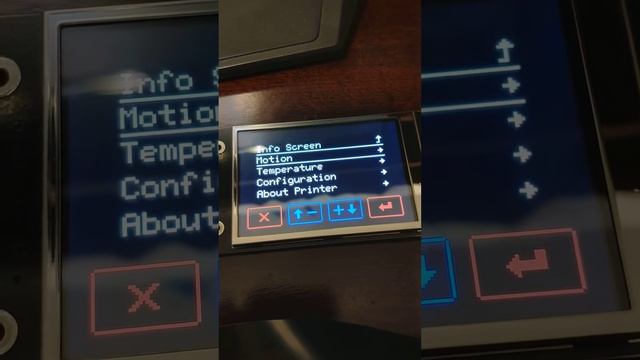 Info Screen
Motion
Temperature
Configuration
About Printer